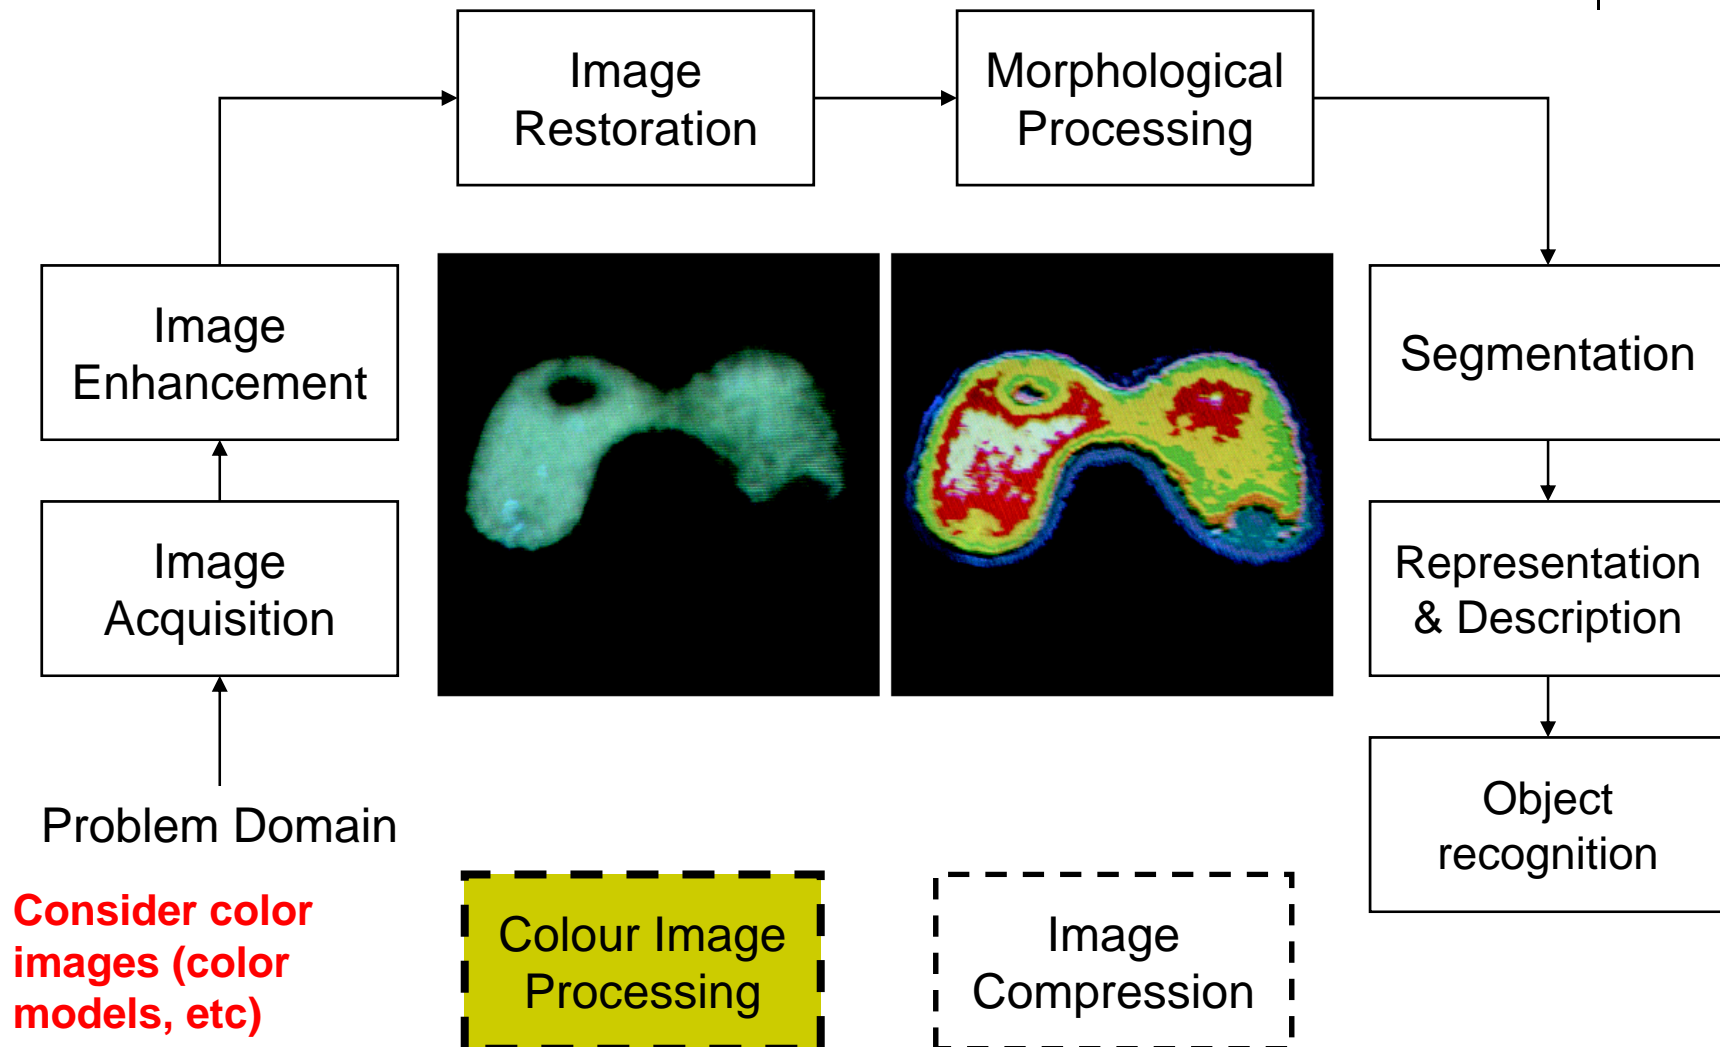 Image
Restoration
Morphological
Processing
Image
Enhancement
Segmentation
Image
Acquisition
Representation
& Description
Problem Domain
Object
recognition
Consider color
images (color
models, etc)
Colour Image
Processing
Image
Compression